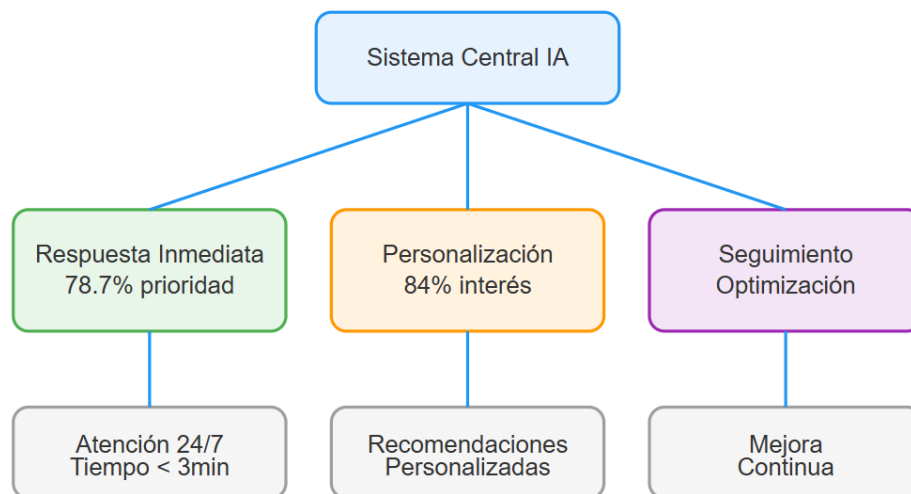 Sistema Central IA
Respuesta Inmediata
78.7% prioridad
Personalización
84% interés
Seguimiento
Optimización
Atención 24/7
Tiempo < 3min
Recomendaciones
Personalizadas
Mejora
Continua